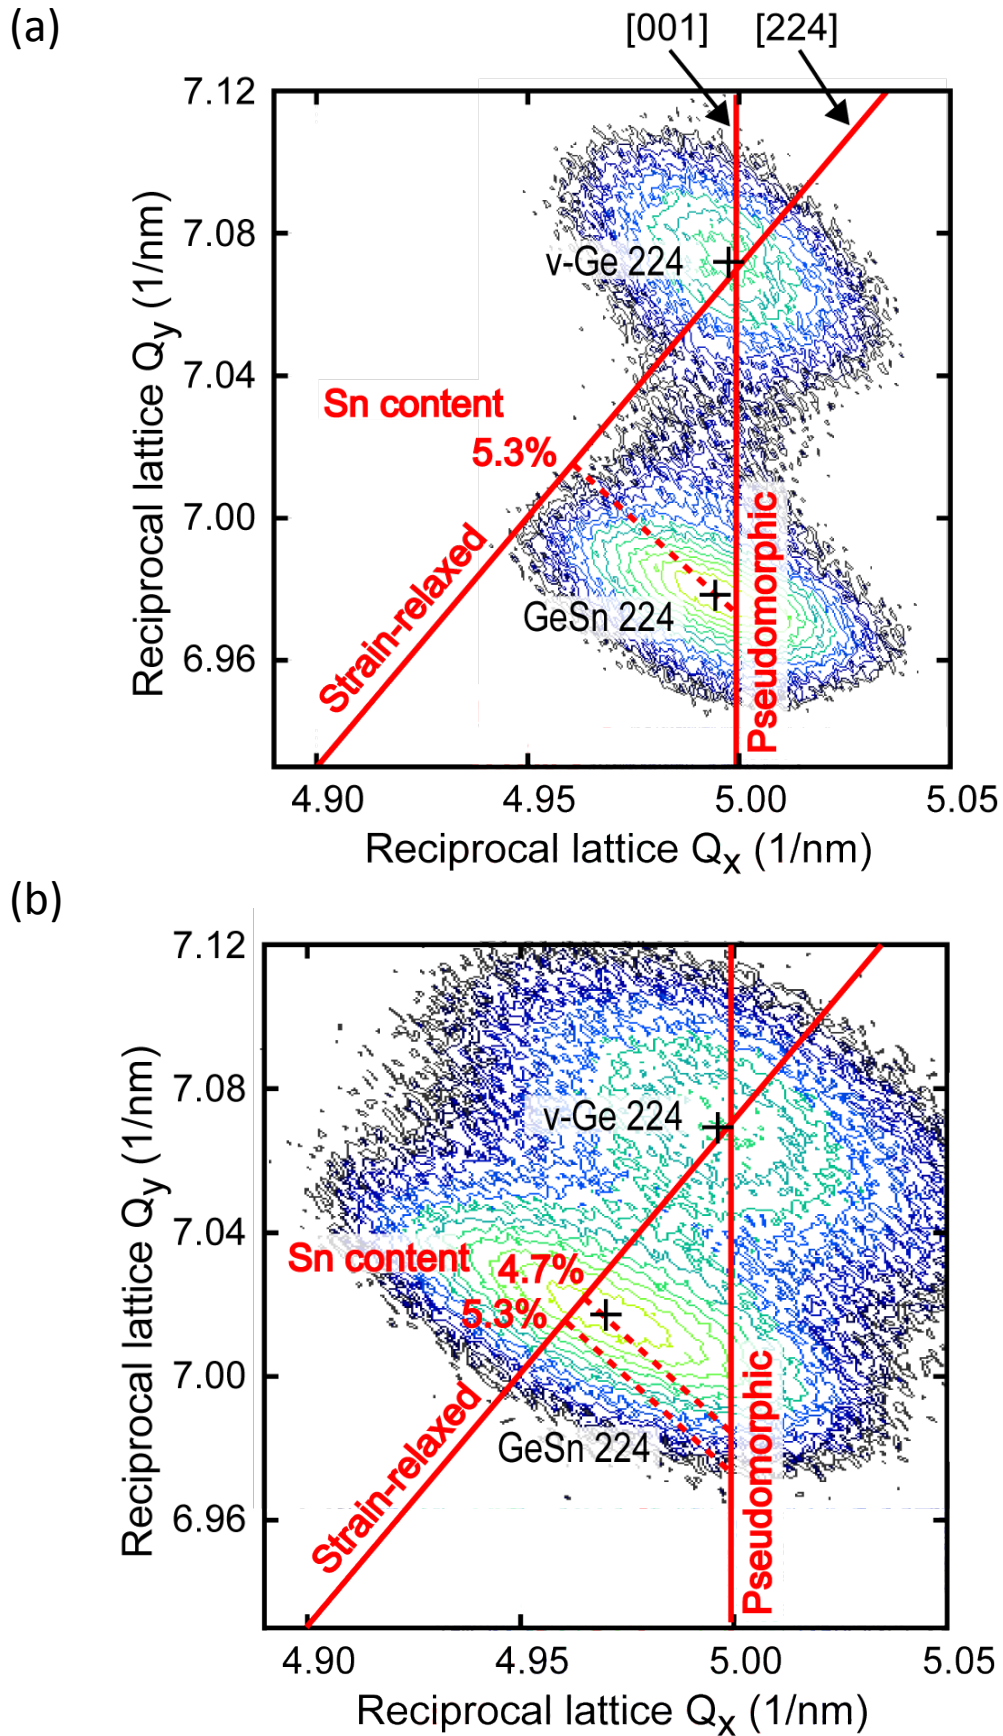 (a)
[001] [224]
7.12
7.08
7.04
7.00
6.96
Reciprocal lattice Qy (1/nm)
v-Ge 224
Sn content
5.3%
GeSn 224
Strain-relaxed
Pseudomorphic
4.90 4.95 5.00 5.05
Reciprocal lattice Qx (1/nm)
(b)
7.12
7.08
7.04
7.00
6.96
Reciprocal lattice Qy (1/nm)
v-Ge 224
Sn content
4.7%
5.3%
GeSn 224
Strain-relaxed
Pseudomorphic
4.90 4.95 5.00 5.05
Reciprocal lattice Qx (1/nm)